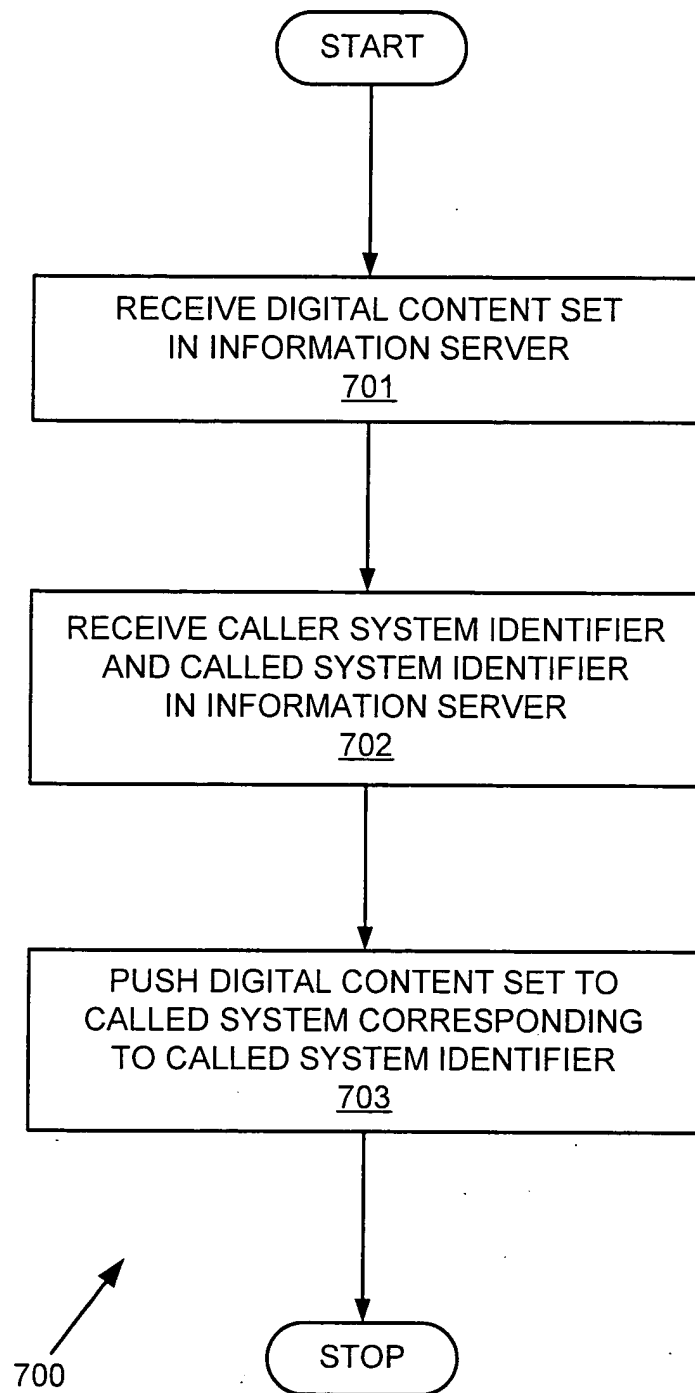 START
RECEIVE DIGITAL CONTENT SET
IN INFORMATION SERVER
701
RECEIVE CALLER SYSTEM IDENTIFIER
AND CALLED SYSTEM IDENTIFIER
IN INFORMATION SERVER
702
PUSH DIGITAL CONTENT SET TO
CALLED SYSTEM CORRESPONDING
TO CALLED SYSTEM IDENTIFIER
703
STOP
700